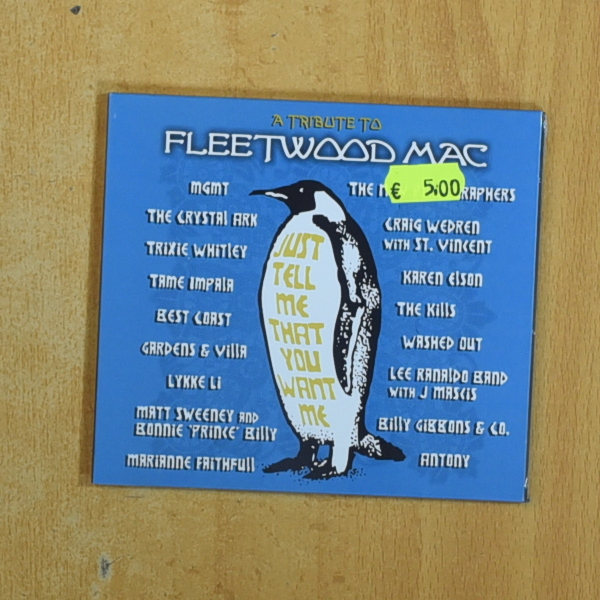 A TRIBUTE TO
FLEETWOOD MAC
MGMT
THE CRYSTAL ARK
TRIXIE WHITLEY
TAME IMPALA
BEST COAST
GARDENS & VILLA
LYKKE LI
MATT SWEENEY AND
BONNIE 'PRINCE' BILLY
MARIANNE FAITHFULL
JUST
TELL
ME
THAT
YOU
WANT
ME
€ 5.00
THE
CRAIG WEDREN
WITH ST. VINCENT
KAREN ELSON
THE KILLS
WASHED OUT
LEE RANALDO BAND
WITH J MASCIS
BILLY GIBBONS & CO.
ANTONY